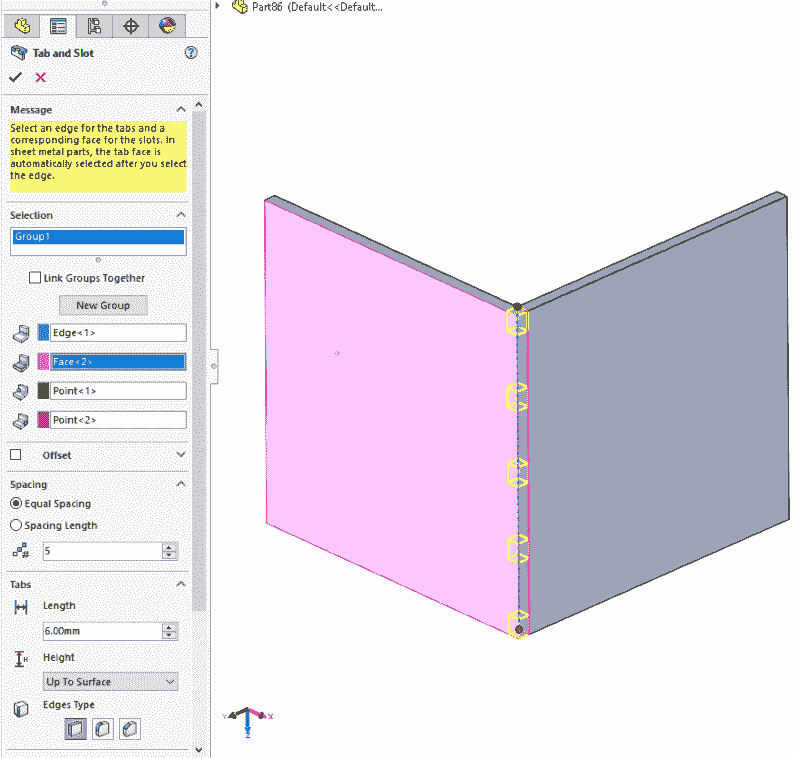 Part86 (Default<<Default...
Tab and Slot
?
Message
Select an edge for the tabs and a
corresponding face for the slots. In
sheet metal parts, the tab face is
automatically selected after you select
the edge.
Selection
Group1
Link Groups Together
New Group
Edge<1>
Face<2>
Point<1>
Point<2>
Offset
Spacing
Equal Spacing
Spacing Length
# 5
Tabs
Length
6.00mm
H Height
Up To Surface
Edges Type
Y X
Z